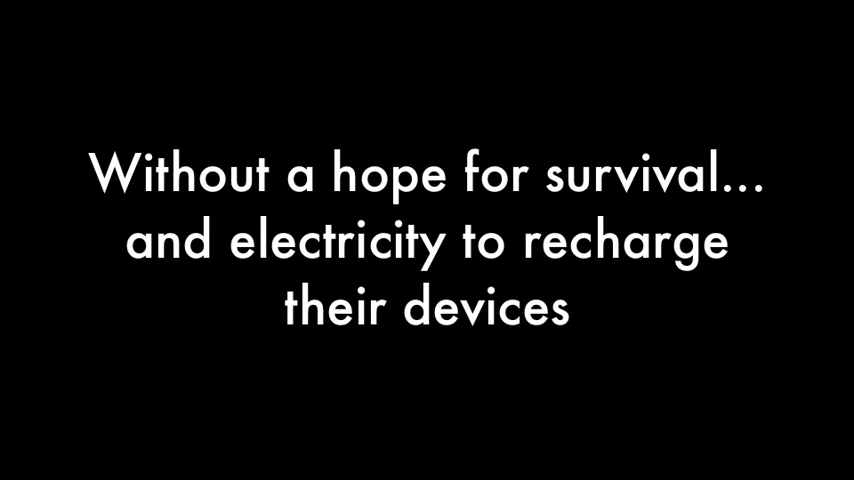 Without a hope for survival...
and electricity to recharge
their devices